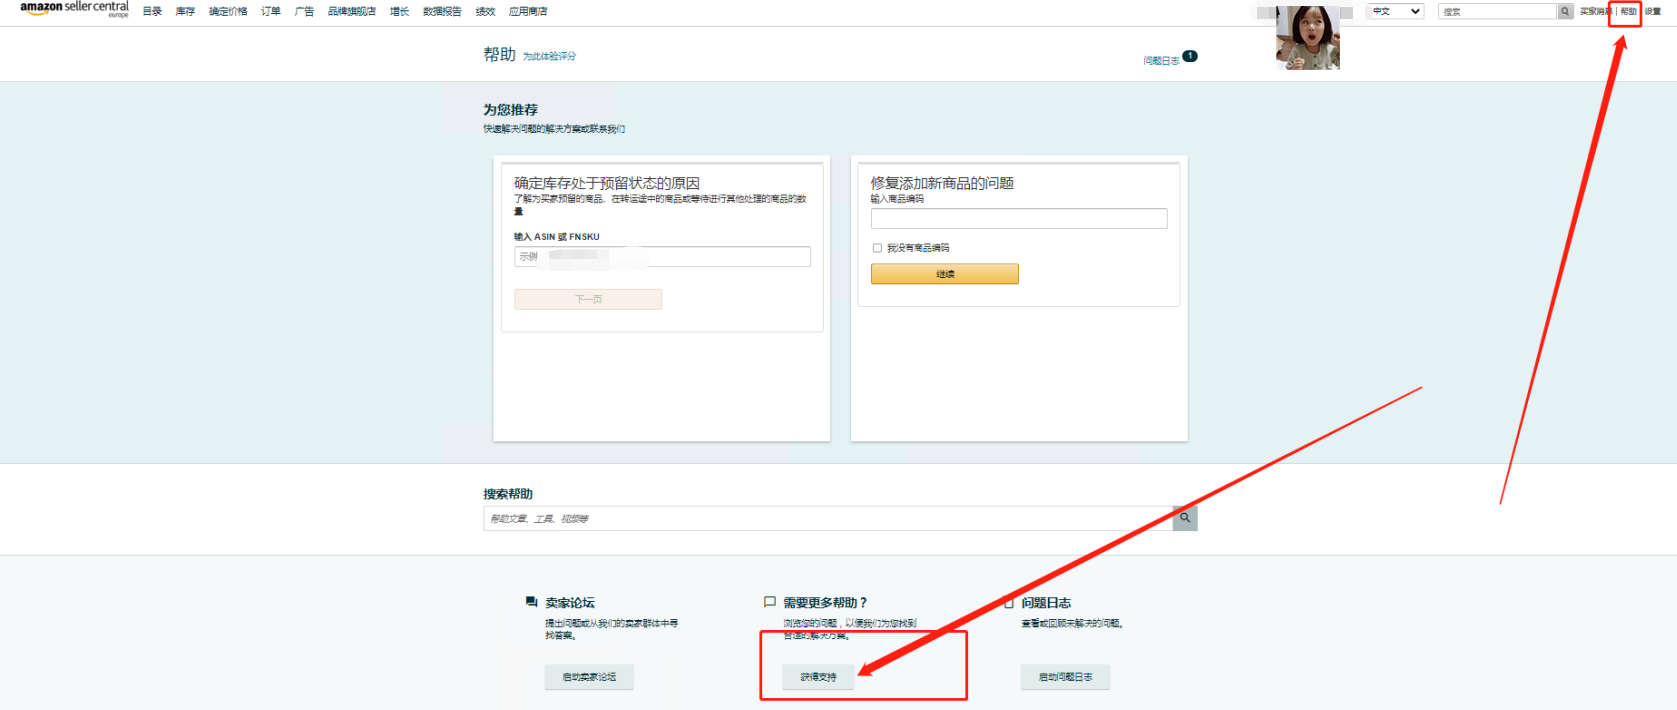 amazon seller central
europe
目录 库存 确定价格 订单 广告 品牌旗舰店 增长 数据报告 绩效 应用商店
中文 搜索 买家消息 | 帮助 设置
帮助 为此体验评分
问题日志 1
为您推荐
快速解决问题的解决方案或联系我们
确定库存处于预留状态的原因
了解为买家预留的商品、在转运途中的商品或等待进行其他处理的商品的数
量
输入 ASIN 或 FNSKU
示例
下一页
修复添加新商品的问题
输入商品编码
我没有商品编码
继续
搜索帮助
帮助文章、工具、视频等
卖家论坛
提出问题或从我们的卖家群体中寻
找答案。
启动卖家论坛
需要更多帮助？
浏览您的问题，以便我们为您找到
合适的解决方案。
获得支持
问题日志
查看或回顾未解决的问题。
启动问题日志